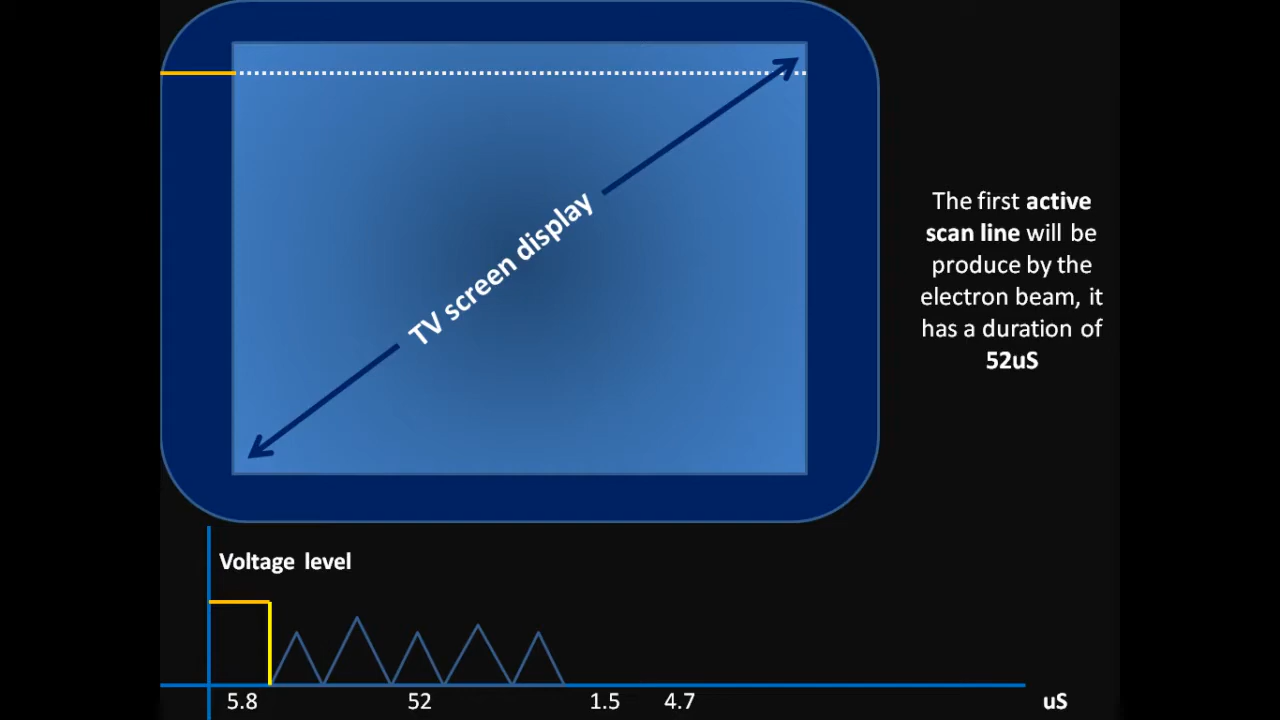 TV screen display
The first active
scan line will be
produce by the
electron beam, it
has a duration of
52uS
Voltage level
5.8 52 1.5 4.7 uS